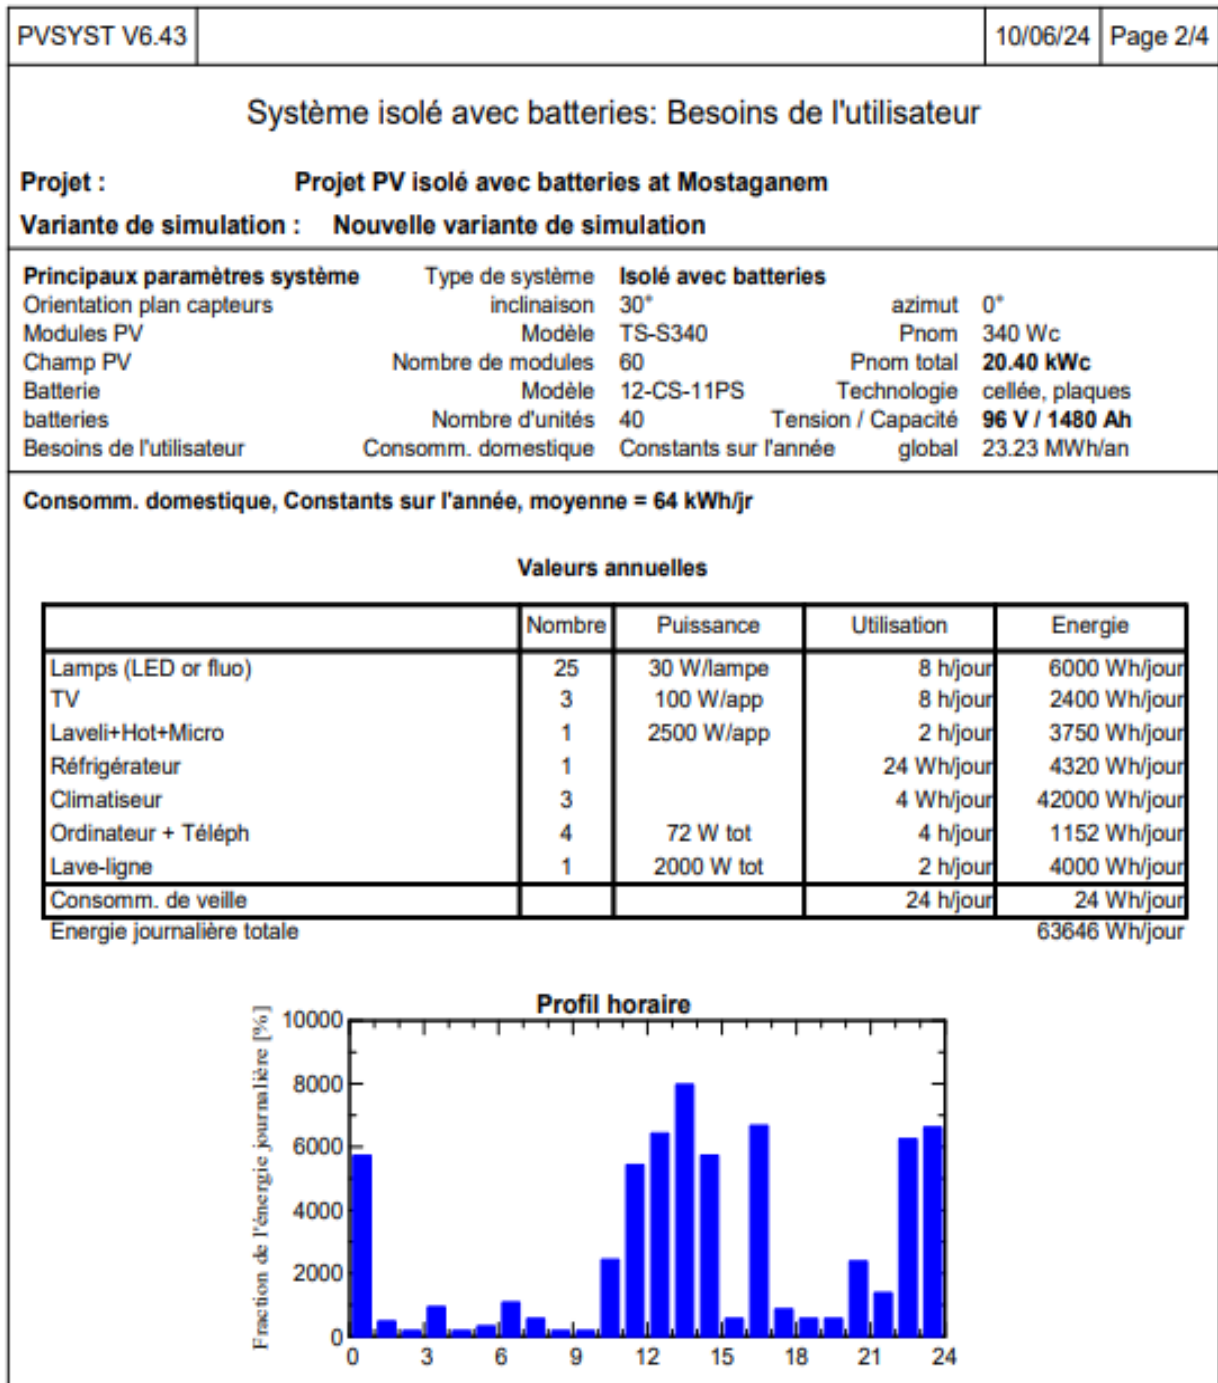 PVSYST V6.43 10/06/24 Page 2/4
Système isolé avec batteries: Besoins de l'utilisateur
Projet : Projet PV isolé avec batteries at Mostaganem
Variante de simulation : Nouvelle variante de simulation
Principaux paramètres système Type de système Isolé avec batteries
Orientation plan capteurs inclinaison 30° azimut 0°
Modules PV Modèle TS-S340 Pnom 340 Wc
Champ PV Nombre de modules 60 Pnom total 20.40 kWc
Batterie Modèle 12-CS-11PS Technologie cellée, plaques
batteries Nombre d'unités 40 Tension / Capacité 96 V / 1480 Ah
Besoins de l'utilisateur Consomm. domestique Constants sur l'année global 23.23 MWh/an
Consomm. domestique, Constants sur l'année, moyenne = 64 kWh/jr
Valeurs annuelles
Nombre Puissance Utilisation Energie
Lamps (LED or fluo) 25 30 W/lampe 8 h/jour 6000 Wh/jour
TV 3 100 W/app 8 h/jour 2400 Wh/jour
Laveli+Hot+Micro 1 2500 W/app 2 h/jour 3750 Wh/jour
Réfrigérateur 1 24 Wh/jour 4320 Wh/jour
Climatiseur 3 4 Wh/jour 42000 Wh/jour
Ordinateur + Téléph 4 72 W tot 4 h/jour 1152 Wh/jour
Lave-ligne 1 2000 W tot 2 h/jour 4000 Wh/jour
Consomm. de veille 24 h/jour 24 Wh/jour
Energie journalière totale 63646 Wh/jour
Profil horaire
Fraction de l'énergie journalière [%]
10000
8000
6000
4000
2000
0
0 3 6 9 12 15 18 21 24